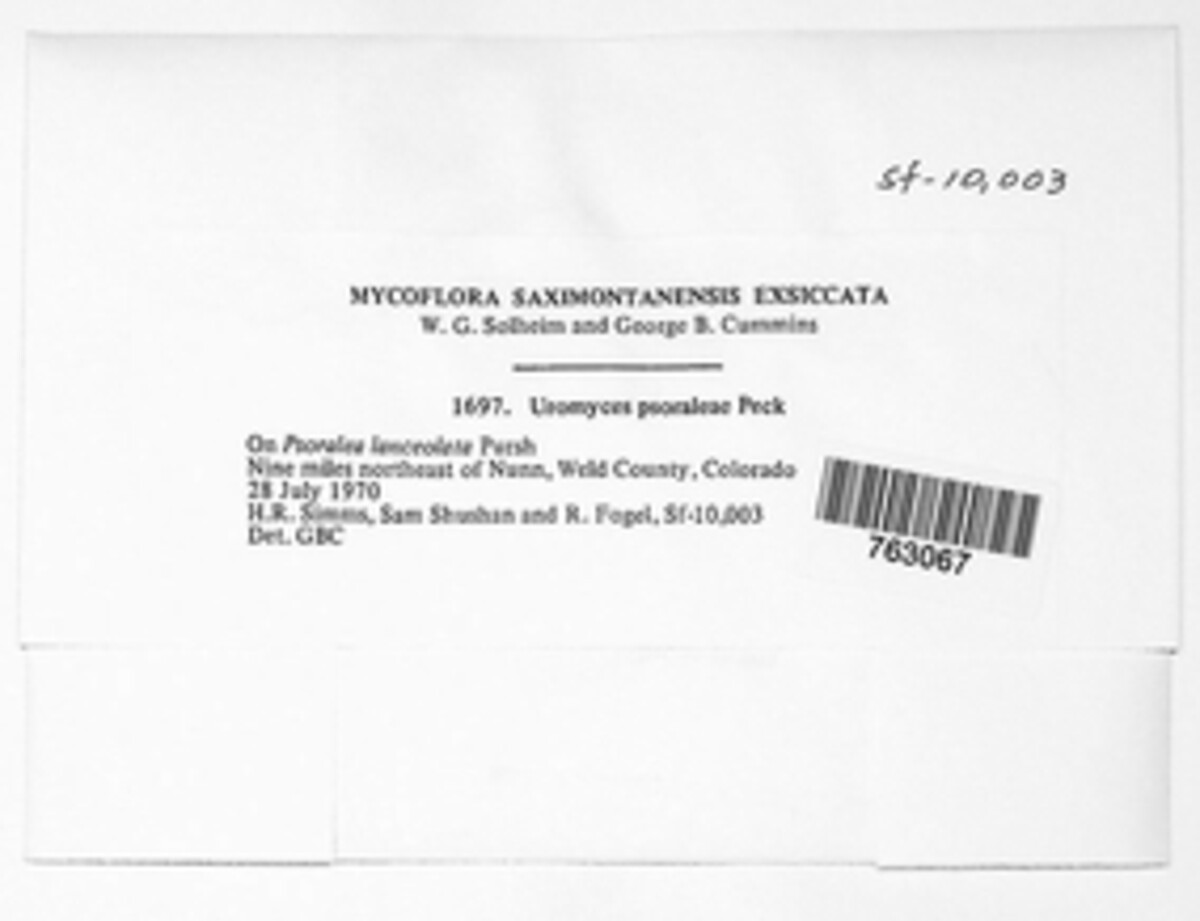 Sf-10,003
MYCOFLORA SAXIMONTANENSIS EXSICCATA
W. G. Solheim and George B. Cummins
1697. Uromyces psoraleae Peck
On Psoralea lanceolata Pursh
Nine miles northeast of Nunn, Weld County, Colorado
28 July 1970
H.R. Simms, Sam Shushan and R. Fogel, Sf-10,003
Det. GBC
763067